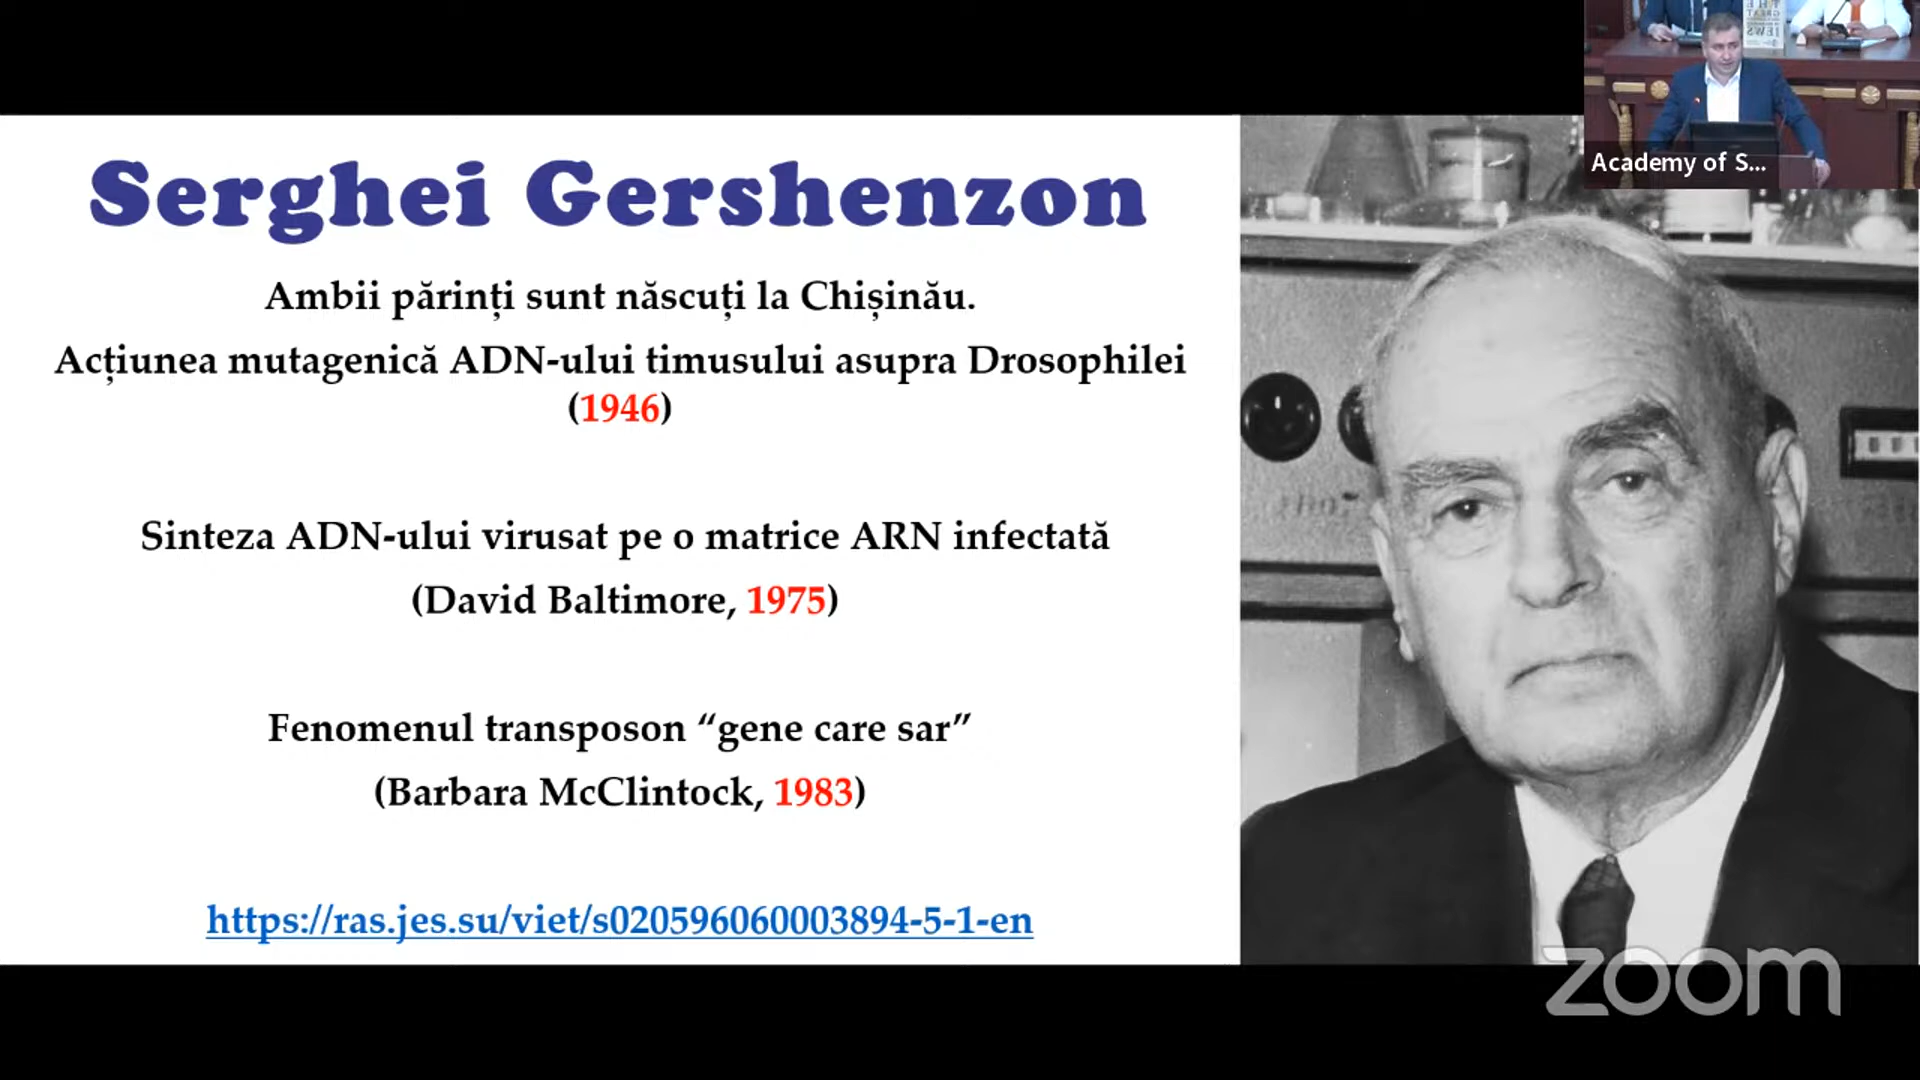 THE
GREAT
Academy of S...
Serghei Gershenzon
Ambii părinți sunt născuți la Chișinău.
Acțiunea mutagenică ADN-ului timusului asupra Drosophilei
(1946)
Sinteza ADN-ului virusat pe o matrice ARN infectată
(David Baltimore, 1975)
Fenomenul transposon “gene care sar”
(Barbara McClintock, 1983)
https://ras.jes.su/viet/s020596060003894-5-1-en
zoom